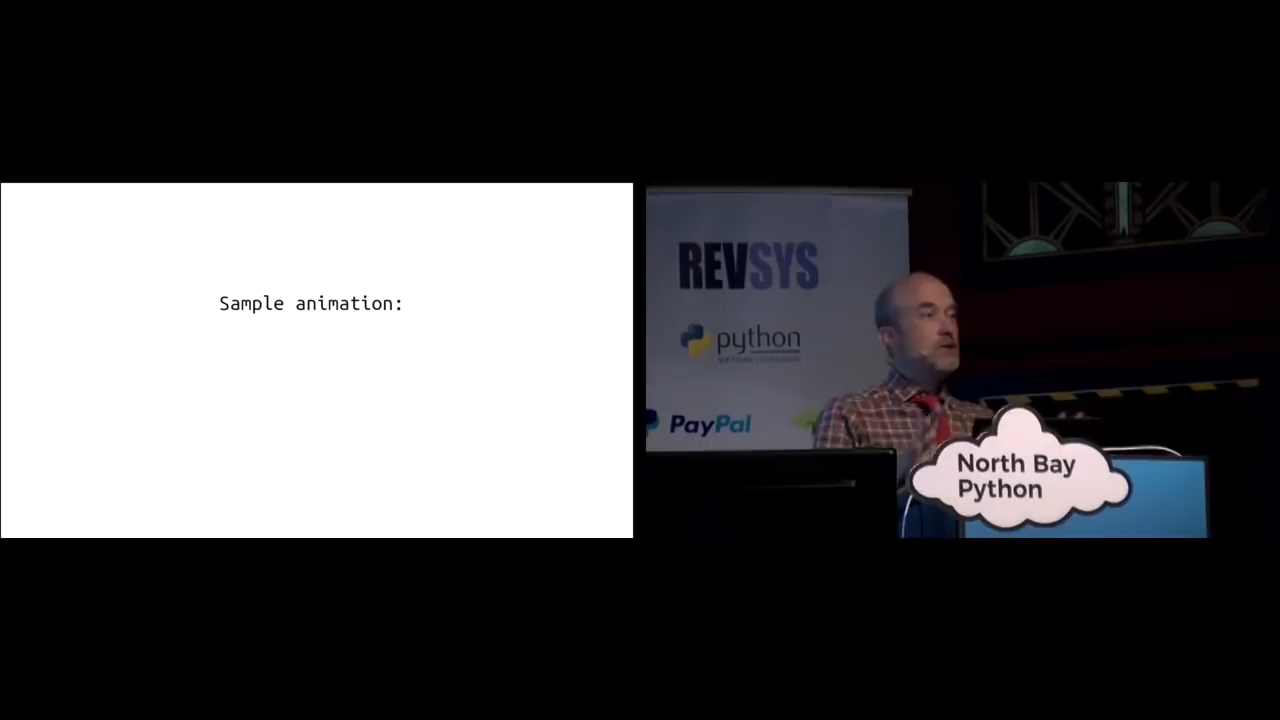 Sample animation:
REVSYS
python
PayPal
North Bay
Python